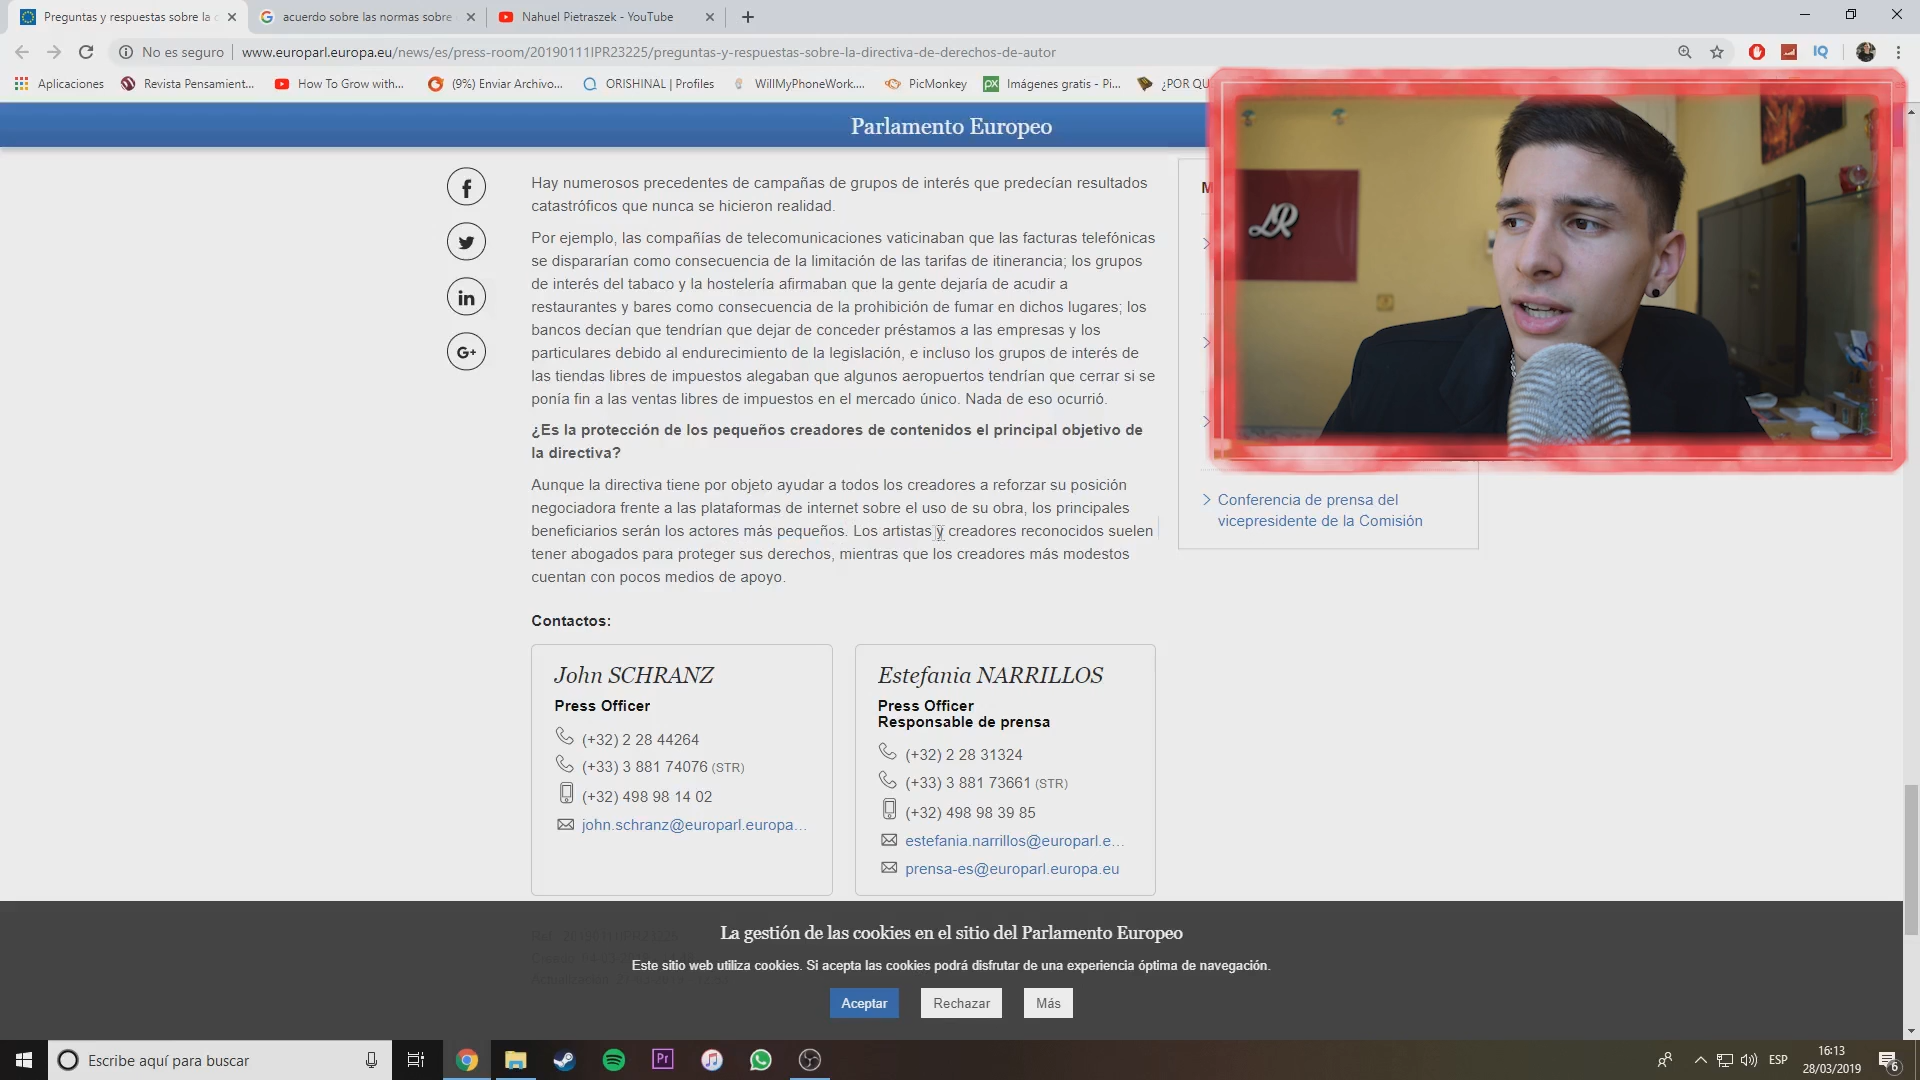 Preguntas y respuestas sobre la
acuerdo sobre las normas sobre
Nahuel Pietraszek - YouTube
No es seguro
www.europarl.europa.eu/news/es/press-room/20190111IPR23225/preguntas-y-respuestas-sobre-la-directiva-de-derechos-de-autor
Aplicaciones
Revista Pensamient...
How To Grow with...
(9%) Enviar Archivo...
ORISHINAL | Profiles
WillMyPhoneWork....
PicMonkey
Imágenes gratis - Pi...
¿POR QU
Parlamento Europeo
Hay numerosos precedentes de campañas de grupos de interés que predecían resultados
catastróficos que nunca se hicieron realidad.
Por ejemplo, las compañías de telecomunicaciones vaticinaban que las facturas telefónicas
se dispararían como consecuencia de la limitación de las tarifas de itinerancia; los grupos
de interés del tabaco y la hostelería afirmaban que la gente dejaría de acudir a
restaurantes y bares como consecuencia de la prohibición de fumar en dichos lugares; los
bancos decían que tendrían que dejar de conceder préstamos a las empresas y los
particulares debido al endurecimiento de la legislación, e incluso los grupos de interés de
las tiendas libres de impuestos alegaban que algunos aeropuertos tendrían que cerrar si se
ponía fin a las ventas libres de impuestos en el mercado único. Nada de eso ocurrió.
¿Es la protección de los pequeños creadores de contenidos el principal objetivo de
la directiva?
Aunque la directiva tiene por objeto ayudar a todos los creadores a reforzar su posición
negociadora frente a las plataformas de internet sobre el uso de su obra, los principales
beneficiarios serán los actores más pequeños. Los artistas y creadores reconocidos suelen
tener abogados para proteger sus derechos, mientras que los creadores más modestos
cuentan con pocos medios de apoyo.
Conferencia de prensa del
vicepresidente de la Comisión
Contactos:
John SCHRANZ
Press Officer
(+32) 2 28 44264
(+33) 3 881 74076 (STR)
(+32) 498 98 14 02
john.schranz@europarl.europa...
Estefania NARRILLOS
Press Officer
Responsable de prensa
(+32) 2 28 31324
(+33) 3 881 73661 (STR)
(+32) 498 98 39 85
estefania.narrillos@europarl.e...
prensa-es@europarl.europa.eu
La gestión de las cookies en el sitio del Parlamento Europeo
Este sitio web utiliza cookies. Si acepta las cookies podrá disfrutar de una experiencia óptima de navegación.
Aceptar
Rechazar
Más
Escribe aquí para buscar
ESP
16:13
28/03/2019
6